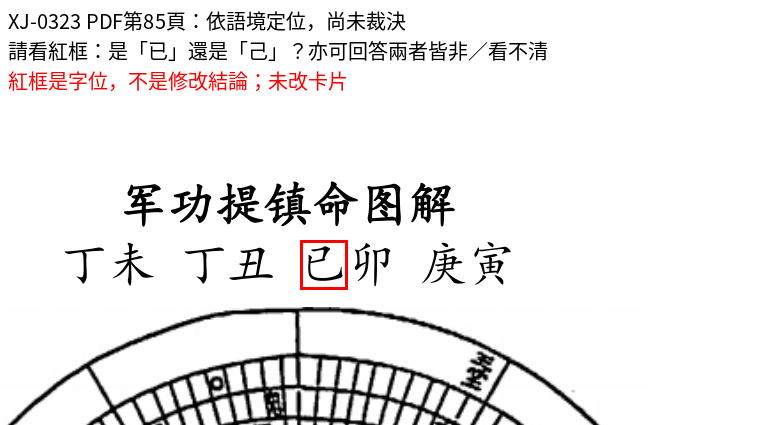 XJ-0323 PDF第85頁：依語境定位，尚未裁決
請看紅框：是「已」還是「己」？亦可回答兩者皆非／看不清
紅框是字位，不是修改結論；未改卡片
军功提镇命图解
丁未 丁丑 已卯 庚寅